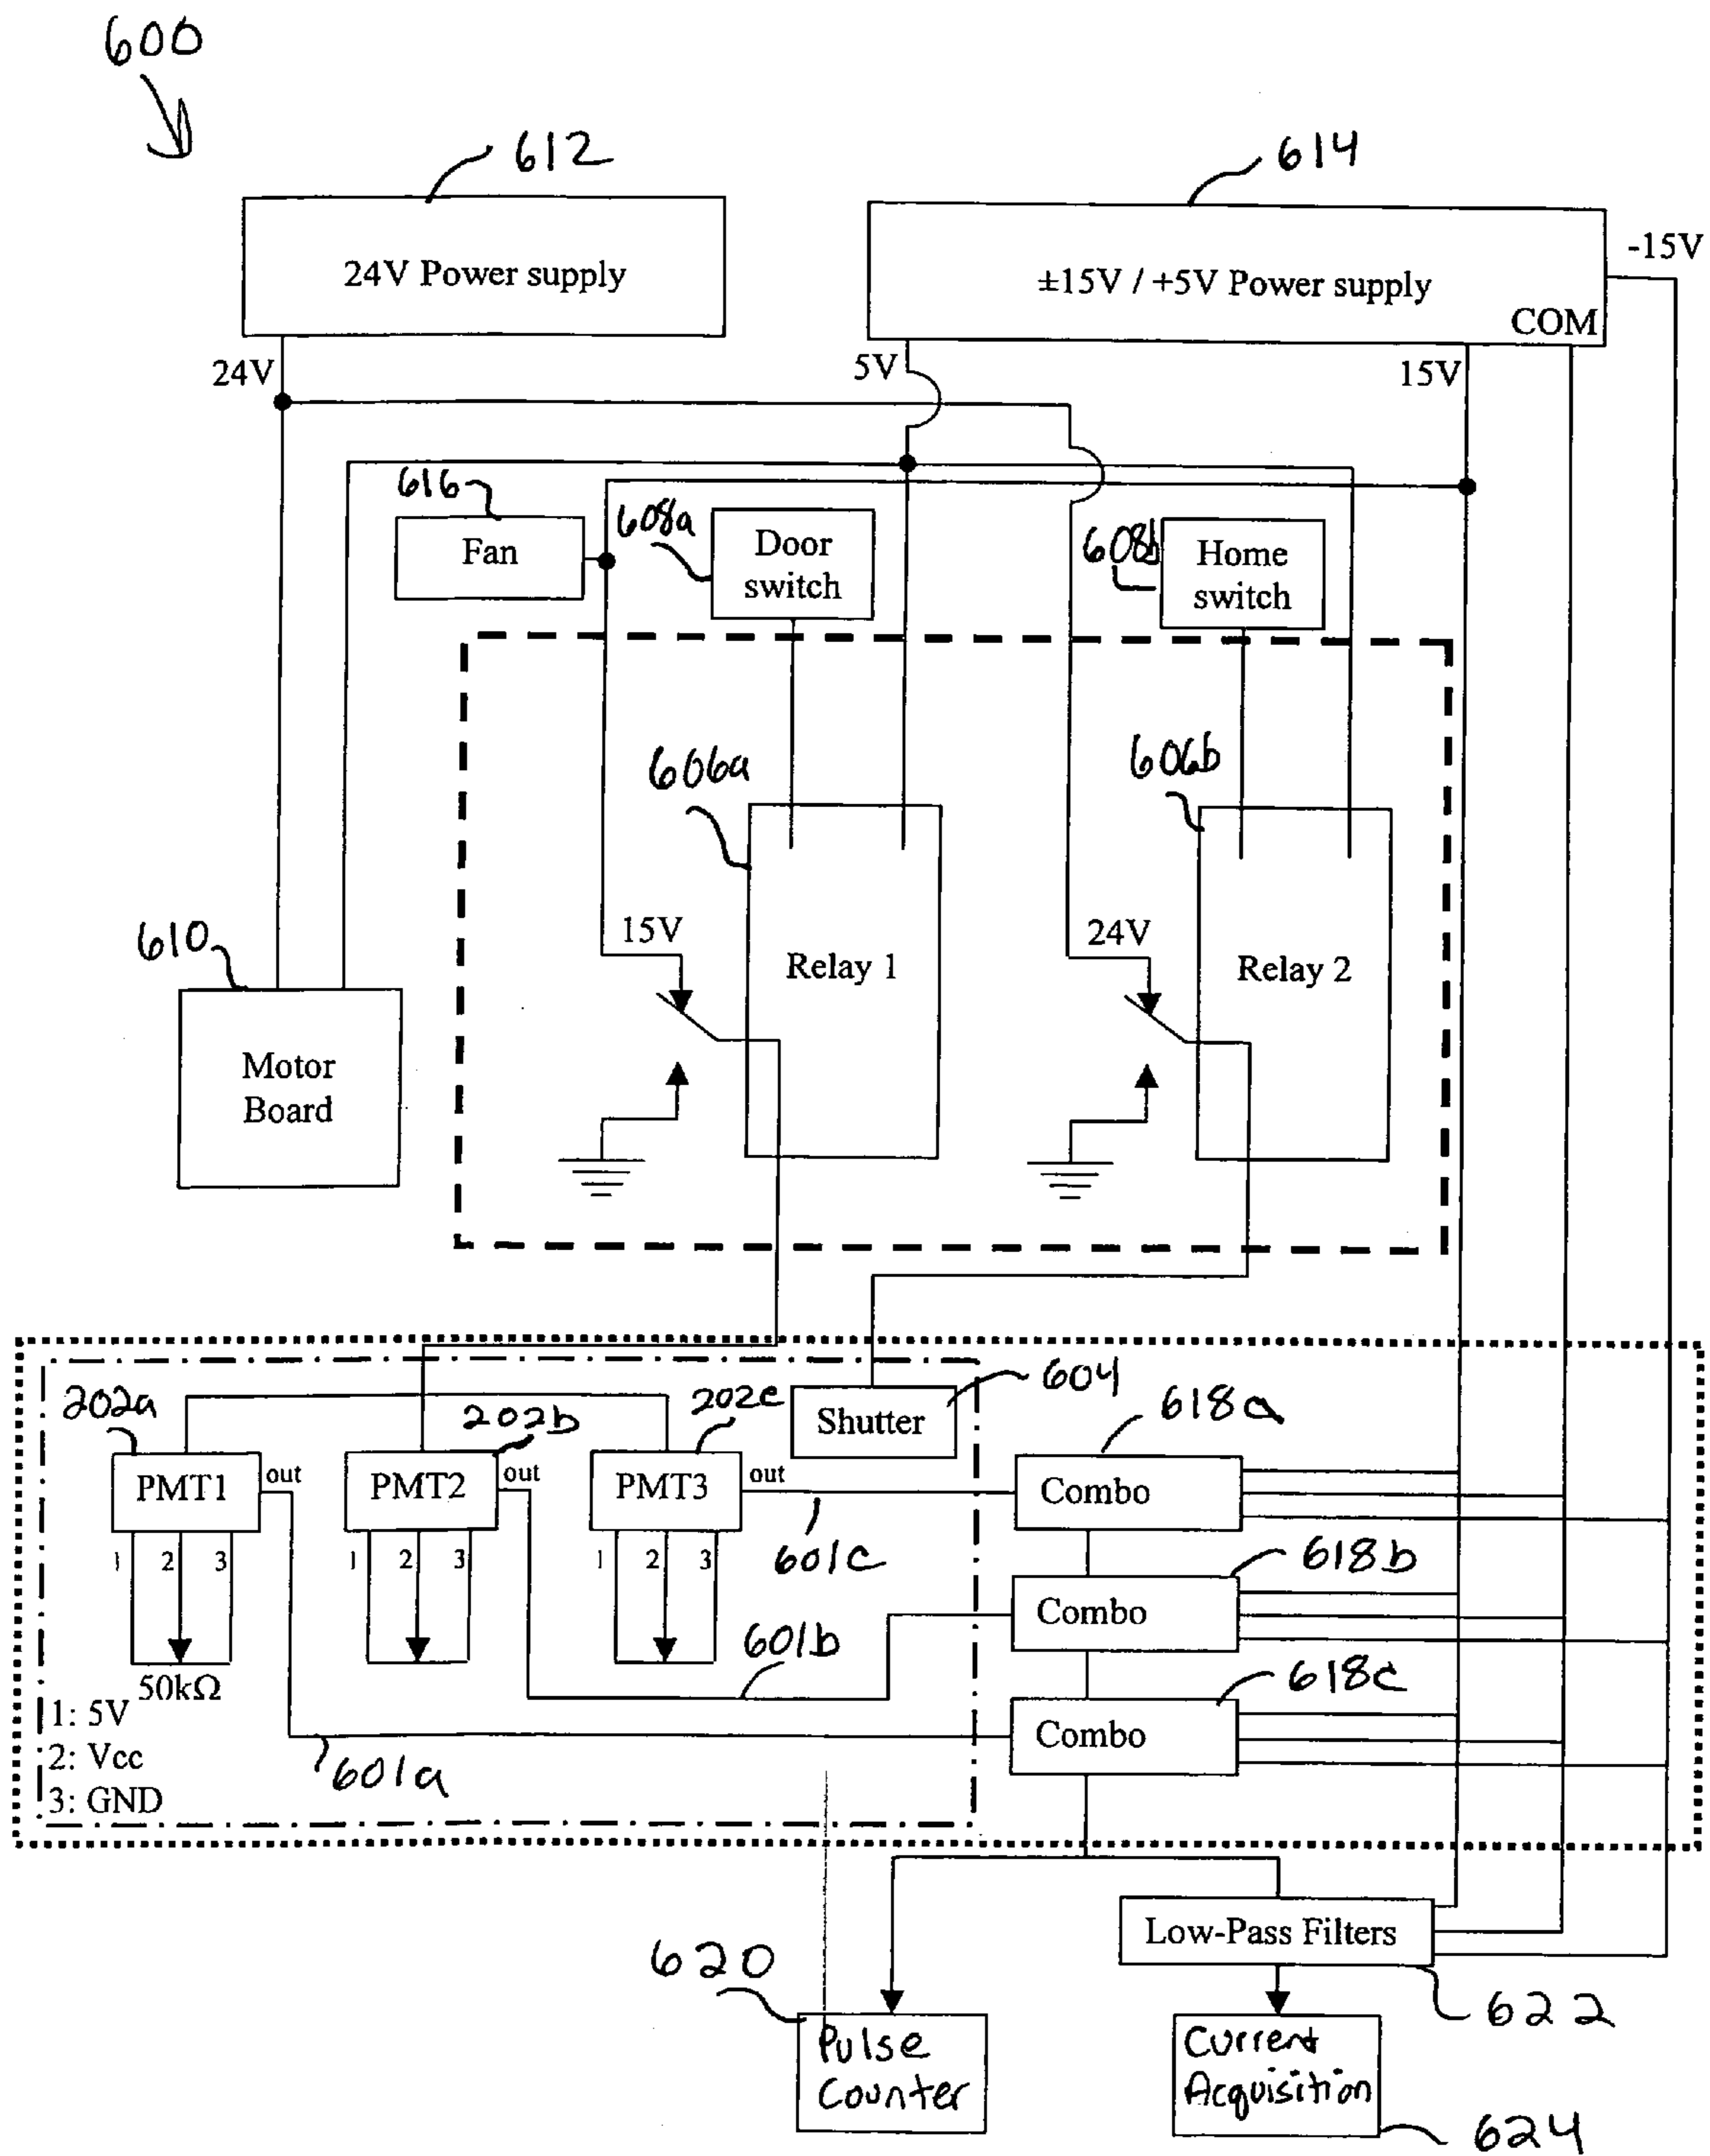 600
612
614
24V Power supply
±15V / +5V Power supply
-15V
COM
24V
5V
15V
616
608a
608b
Fan
Door
switch
Home
switch
606a
606b
610
15V
24V
Relay 1
Relay 2
Motor
Board
604
202a
202b
202c
618a
Shutter
PMT1
out
PMT2
out
PMT3
out
Combo
1 2 3
1 2 3
1 2 3
601c
618b
Combo
601b
50kΩ
618c
1: 5V
Combo
2: Vcc
601a
3: GND
Low-Pass Filters
620
622
Pulse
Counter
Current
Acquisition
624